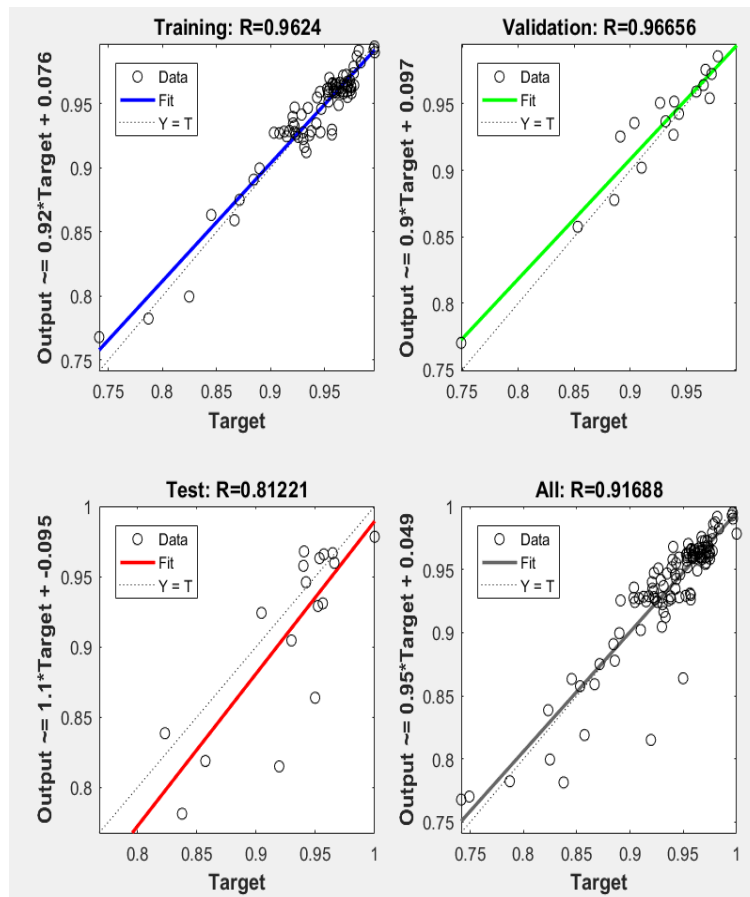 Training: R=0.9624
Output ~= 0.92*Target + 0.076
Data
Fit
Y = T
0.95
0.9
0.85
0.8
0.75
0.75 0.8 0.85 0.9 0.95
Target
Validation: R=0.96656
Output ~= 0.9*Target + 0.097
Data
Fit
Y = T
0.95
0.9
0.85
0.8
0.75
0.75 0.8 0.85 0.9 0.95
Target
Test: R=0.81221
Output ~= 1.1*Target + -0.095
Data
Fit
Y = T
1
0.95
0.9
0.85
0.8
0.8 0.85 0.9 0.95 1
Target
All: R=0.91688
Output ~= 0.95*Target + 0.049
Data
Fit
Y = T
1
0.95
0.9
0.85
0.8
0.75
0.75 0.8 0.85 0.9 0.95 1
Target